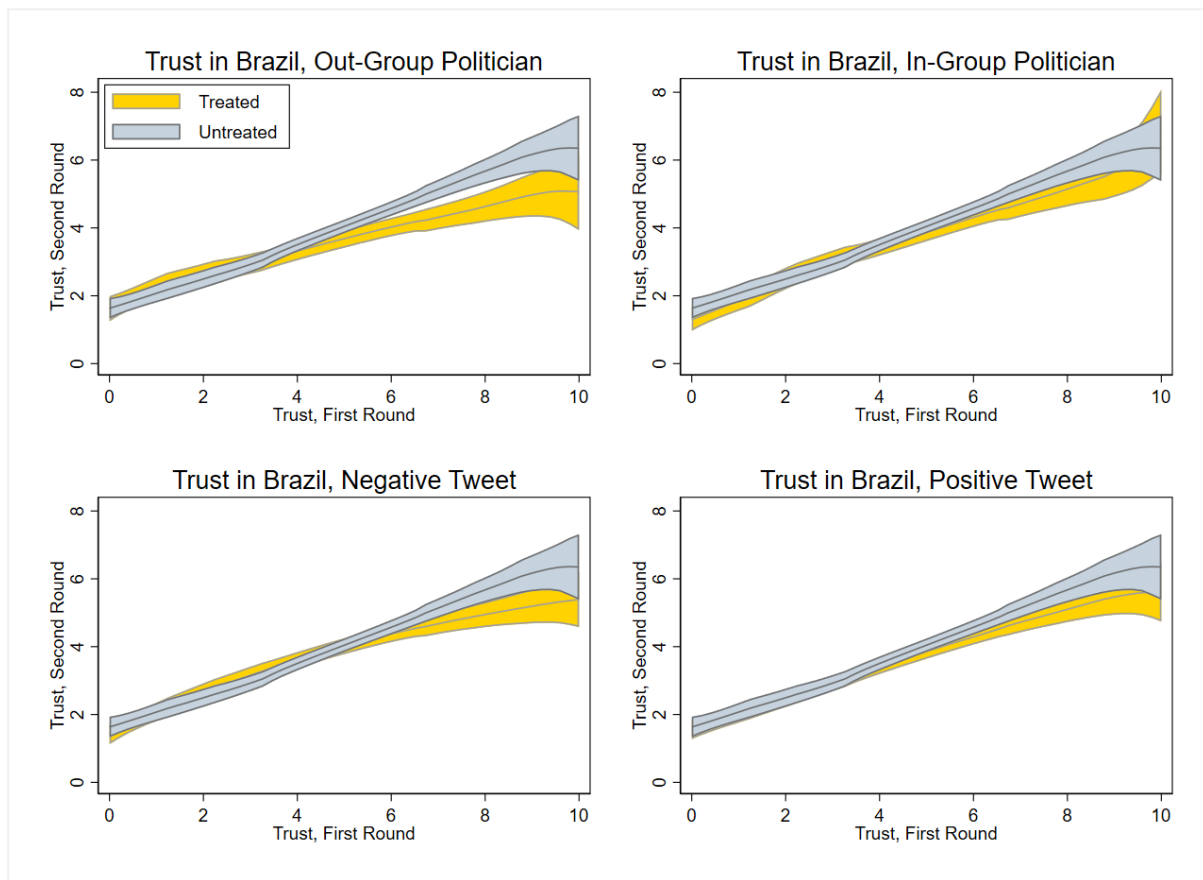 Trust in Brazil, Out-Group Politician
Treated
Untreated
Trust, Second Round
8
6
4
2
0
0 2 4 6 8 10
Trust, First Round
Trust in Brazil, In-Group Politician
Trust, Second Round
8
6
4
2
0
0 2 4 6 8 10
Trust, First Round
Trust in Brazil, Negative Tweet
Trust, Second Round
8
6
4
2
0
0 2 4 6 8 10
Trust, First Round
Trust in Brazil, Positive Tweet
Trust, Second Round
8
6
4
2
0
0 2 4 6 8 10
Trust, First Round